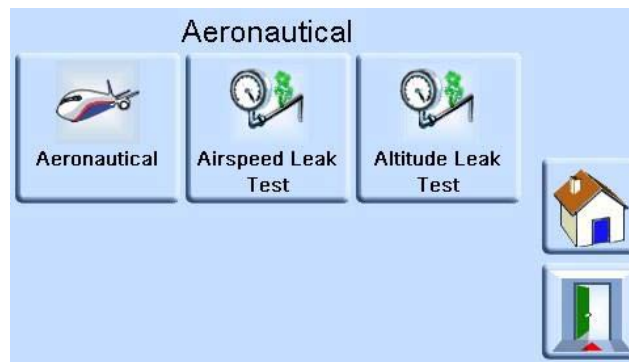 Aeronautical
Aeronautical
Airspeed Leak
Test
Altitude Leak
Test